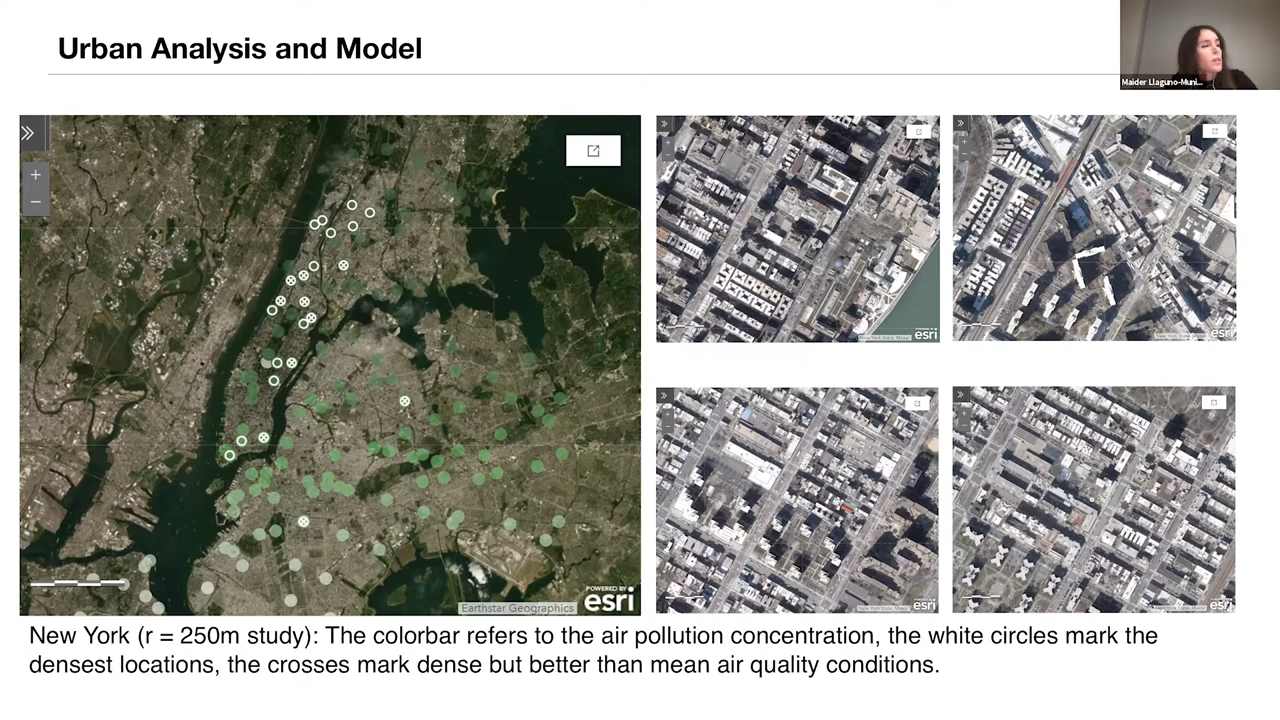 Urban Analysis and Model
Maider Llaguno-Muni...
Earthstar Geographics
POWERED BY
esri
esri
esri
esri
esri
New York (r = 250m study): The colorbar refers to the air pollution concentration, the white circles mark the
densest locations, the crosses mark dense but better than mean air quality conditions.